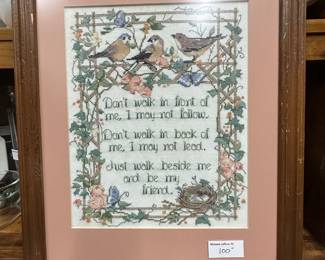 Don't walk in front of
me, I may not follow.
Don't walk in back of
me, I may not lead.
Just walk beside me
and be my
friend.
100